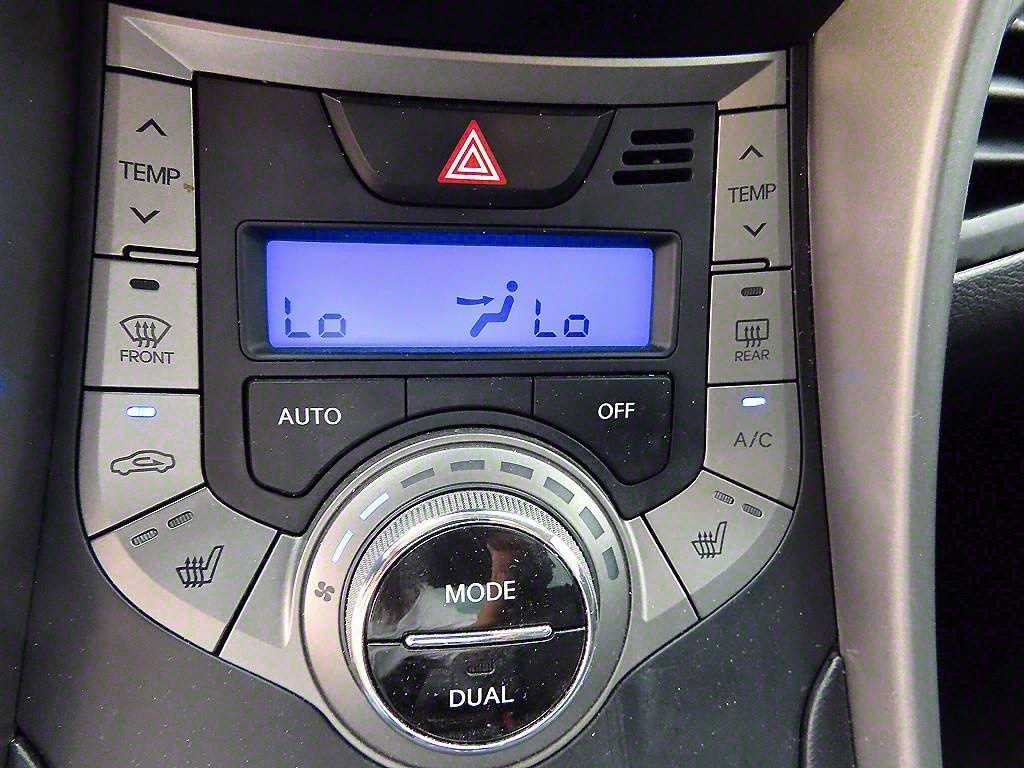 TEMP
TEMP
Lo
Lo
FRONT
REAR
AUTO
OFF
A/C
MODE
DUAL